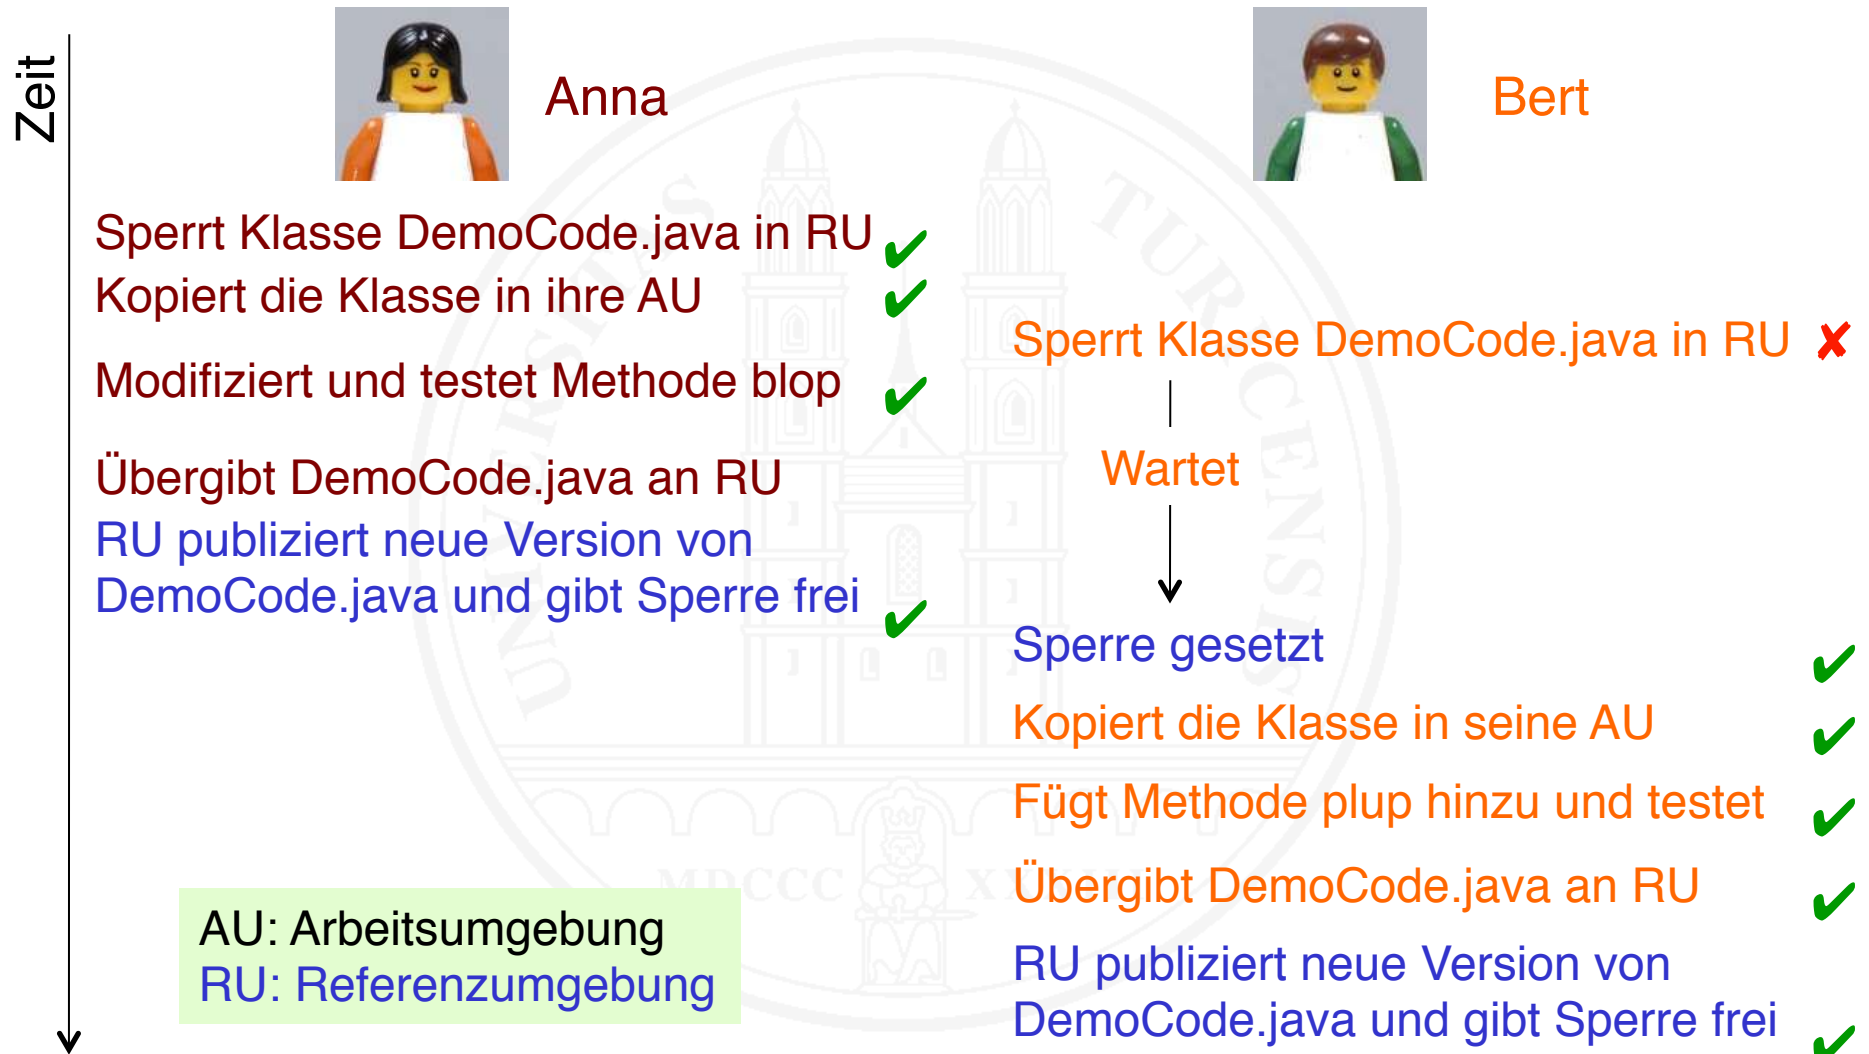 Zeit
Anna
Bert
Sperrt Klasse DemoCode.java in RU
Kopiert die Klasse in ihre AU
Modifiziert und testet Methode blop
Übergibt DemoCode.java an RU
RU publiziert neue Version von
DemoCode.java und gibt Sperre frei
Sperrt Klasse DemoCode.java in RU
Wartet
Sperre gesetzt
Kopiert die Klasse in seine AU
Fügt Methode plup hinzu und testet
Übergibt DemoCode.java an RU
RU publiziert neue Version von
DemoCode.java und gibt Sperre frei
AU: Arbeitsumgebung
RU: Referenzumgebung